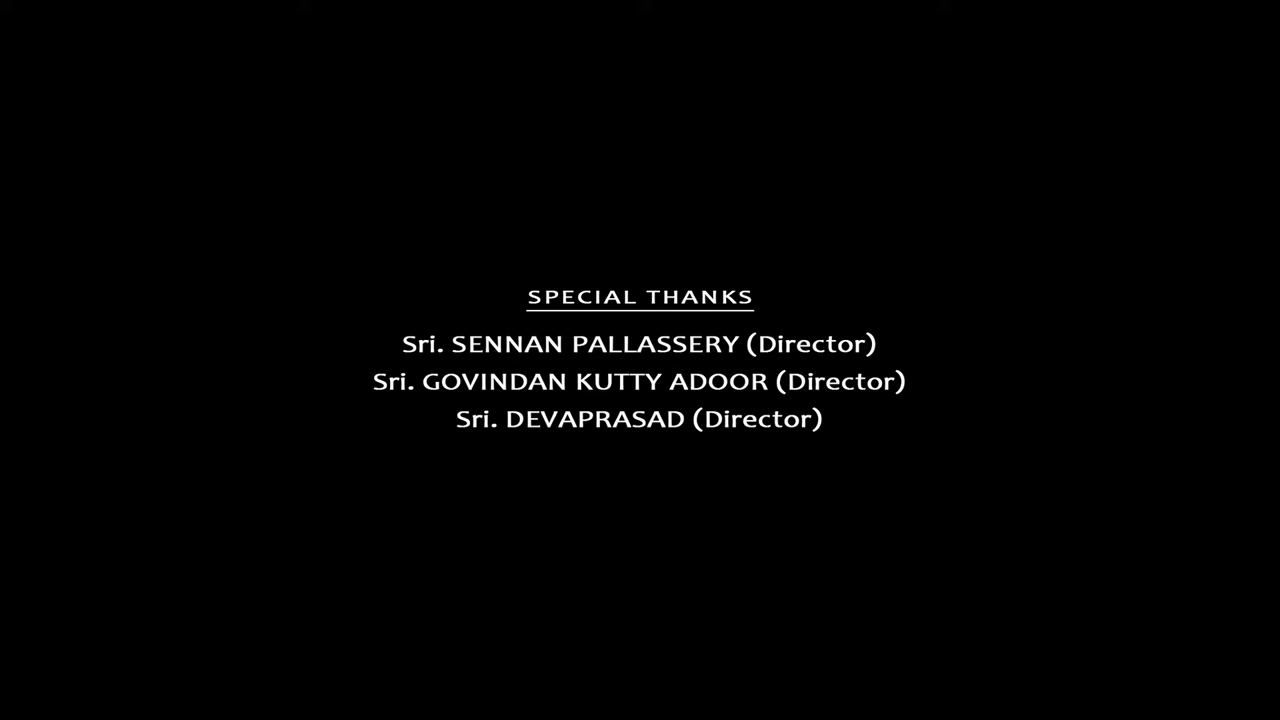 SPECIAL THANKS
Sri. SENNAN PALLASSERY (Director)
Sri. GOVINDAN KUTTY ADOOR (Director)
Sri. DEVAPRASAD (Director)